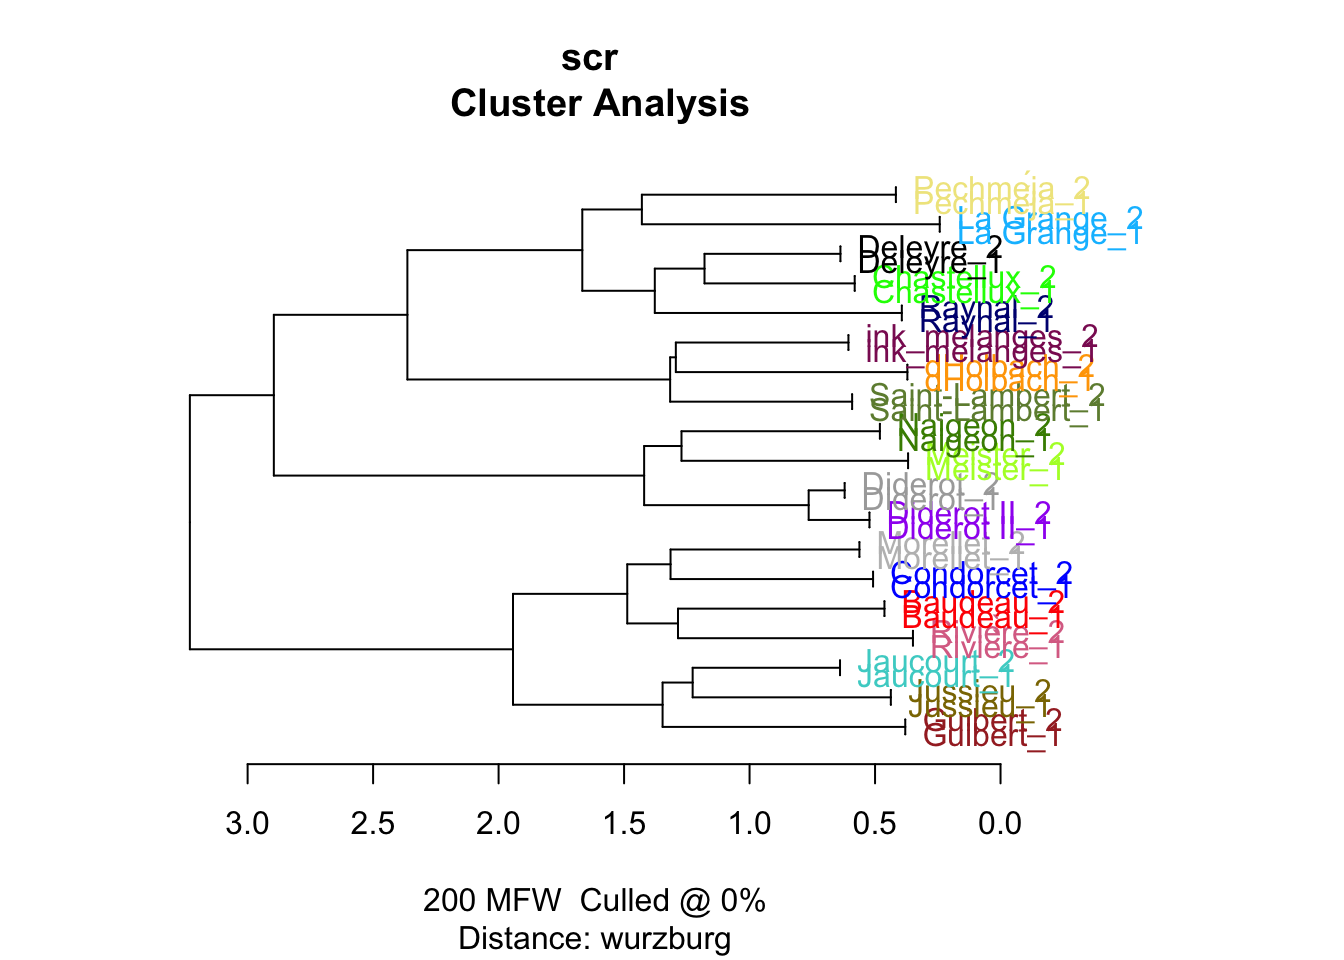 scr
Cluster Analysis
Pechméja_2
Pechméja_1
La Grange_2
La Grange_1
Deleyre_2
Deleyre_1
Chastellux_2
Chastellux_1
Raynal_2
Raynal_1
ink_melanges_2
ink_melanges_1
dHolbach_2
dHolbach_1
Saint-Lambert_2
Saint-Lambert_1
Naigeon_2
Naigeon_1
Meister_2
Meister_1
Diderot_2
Diderot_1
Diderot II_2
Diderot II_1
Morellet_2
Morellet_1
Condorcet_2
Condorcet_1
Baudeau_2
Baudeau_1
Riviere_2
Riviere_1
Jaucourt_2
Jaucourt_1
Jussieu_2
Jussieu_1
Guibert_2
Guibert_1
3.0 2.5 2.0 1.5 1.0 0.5 0.0
200 MFW Culled @ 0%
Distance: wurzburg